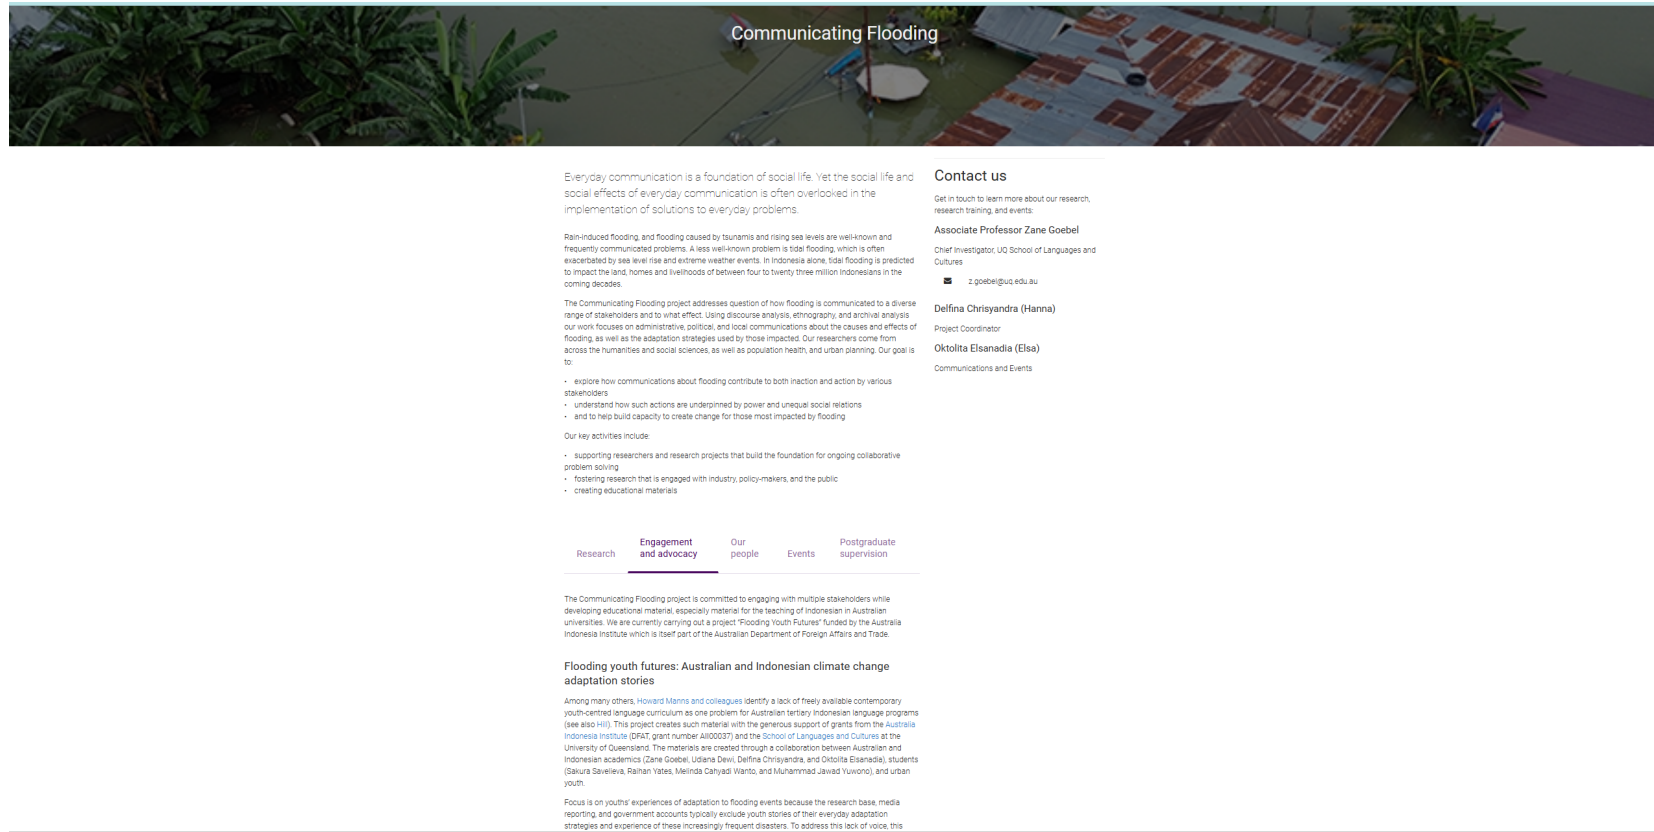 Communicating Flooding
Everyday communication is a foundation of social life. Yet the social life and
social effects of everyday communication is often overlooked in the
implementation of solutions to everyday problems.
Rain-induced flooding, and flooding caused by tsunamis and rising sea levels are well-known and
frequently communicated problems. A less well-known problem is tidal flooding, which is often
exacerbated by sea level rise and extreme weather events. In Indonesia alone, tidal flooding is predicted
to impact the land, homes and livelihoods of between four to twenty three million Indonesians in the
coming decades.
The Communicating Flooding project addresses question of how flooding is communicated to a diverse
range of stakeholders and to what effect. Using discourse analysis, ethnography, and archival analysis
our work focuses on administrative, political, and local communications about the causes and effects of
flooding, as well as the adaptation strategies used by those impacted. Our researchers come from
across the humanities and social sciences, as well as population health, and urban planning. Our goal is
to:
• explore how communications about flooding contribute to both inaction and action by various
stakeholders
• understand how such actions are underpinned by power and unequal social relations
• and to help build capacity to create change for those most impacted by flooding
Our key activities include:
• supporting researchers and research projects that build the foundation for ongoing collaborative
problem solving
• fostering research that is engaged with industry, policy-makers, and the public
• creating educational materials
Contact us
Get in touch to learn more about our research,
research training, and events:
Associate Professor Zane Goebel
Chief Investigator, UQ School of Languages and
Cultures
z.goebel@uq.edu.au
Delfina Chrisyandra (Hanna)
Project Coordinator
Oktolita Elsanadia (Elsa)
Communications and Events
Research
Engagement
and advocacy
Our
people
Events
Postgraduate
supervision
The Communicating Flooding project is committed to engaging with multiple stakeholders while
developing educational material, especially material for the teaching of Indonesian in Australian
universities. We are currently carrying out a project "Flooding Youth Futures" funded by the Australia
Indonesia Institute which is itself part of the Australian Department of Foreign Affairs and Trade.
Flooding youth futures: Australian and Indonesian climate change
adaptation stories
Among many others, Howard Manns and colleagues identify a lack of freely available contemporary
youth-centred language curriculum as one problem for Australian tertiary Indonesian language programs
(see also Hill). This project creates such material with the generous support of grants from the Australia
Indonesia Institute (DFAT, grant number AII00037) and the School of Languages and Cultures at the
University of Queensland. The materials are created through a collaboration between Australian and
Indonesian academics (Zane Goebel, Udiana Dewi, Delfina Chrisyandra, and Oktolita Elsanadia), students
(Sakura Savelieva, Raihan Yates, Melinda Cahyadi Wanto, and Muhammad Jawad Yuwono), and urban
youth.
Focus is on youths' experiences of adaptation to flooding events because the research base, media
reporting, and government accounts typically exclude youth stories of their everyday adaptation
strategies and experience of these increasingly frequent disasters. To address this lack of voice, this